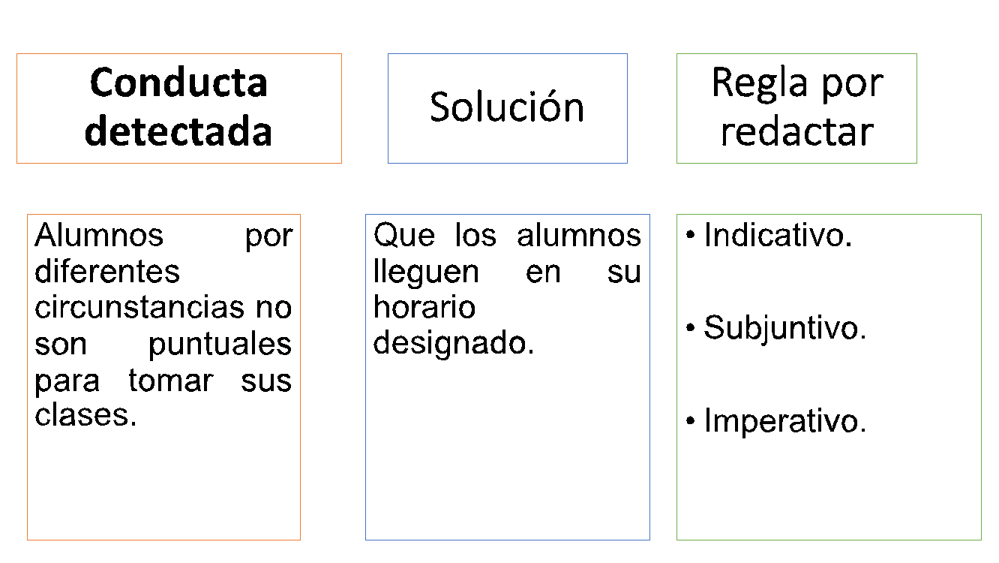 Conducta
detectada
Solución
Regla por
redactar
Alumnos por
diferentes
circunstancias no
son puntuales
para tomar sus
clases.
Que los alumnos
lleguen en su
horario
designado.
• Indicativo.
• Subjuntivo.
• Imperativo.